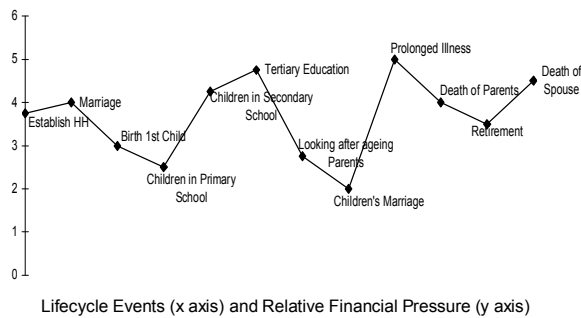 6
5
4
3
2
1
0
Establish HH
Marriage
Birth 1st Child
Children in Primary
School
Children in Secondary
School
Tertiary Education
Looking after ageing
Parents
Children's Marriage
Prolonged Illness
Death of Parents
Retirement
Death of
Spouse
Lifecycle Events (x axis) and Relative Financial Pressure (y axis)